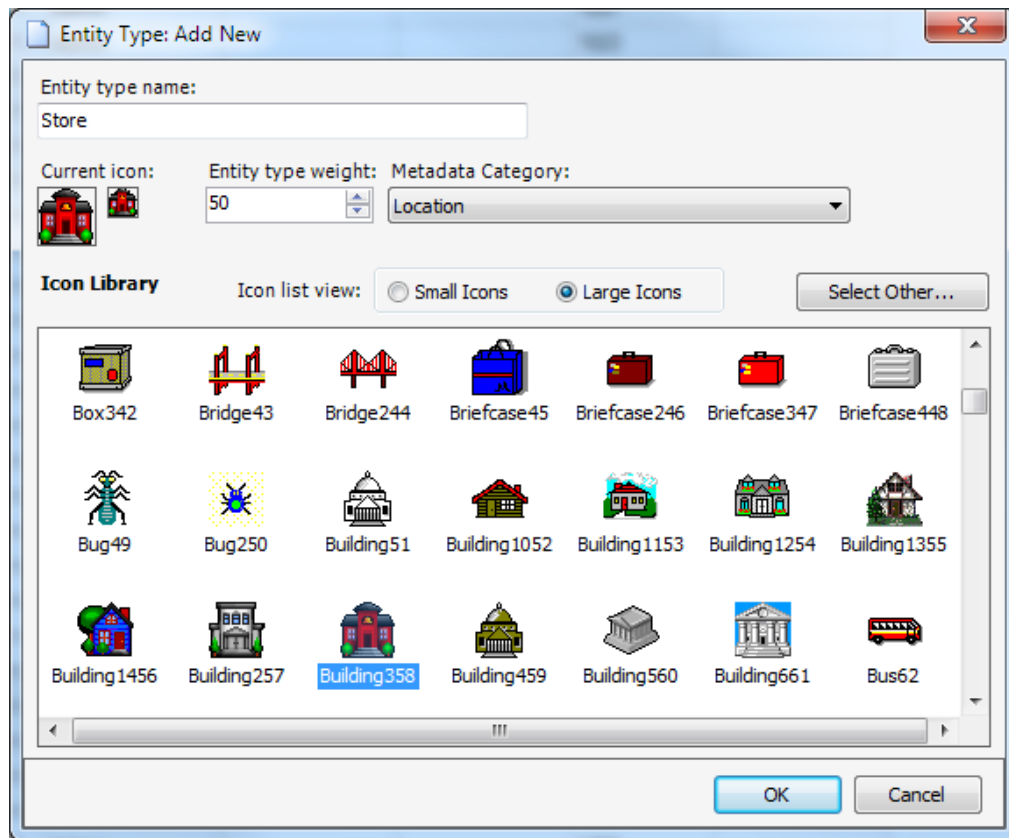 Entity Type: Add New
Entity type name:
Store
Current icon: Entity type weight: Metadata Category:
50 Location
Icon Library Icon list view: Small Icons Large Icons Select Other...
Box342 Bridge43 Bridge244 Briefcase45 Briefcase246 Briefcase347 Briefcase448
Bug49 Bug250 Building51 Building1052 Building1153 Building1254 Building1355
Building1456 Building257 Building358 Building459 Building560 Building661 Bus62
OK Cancel